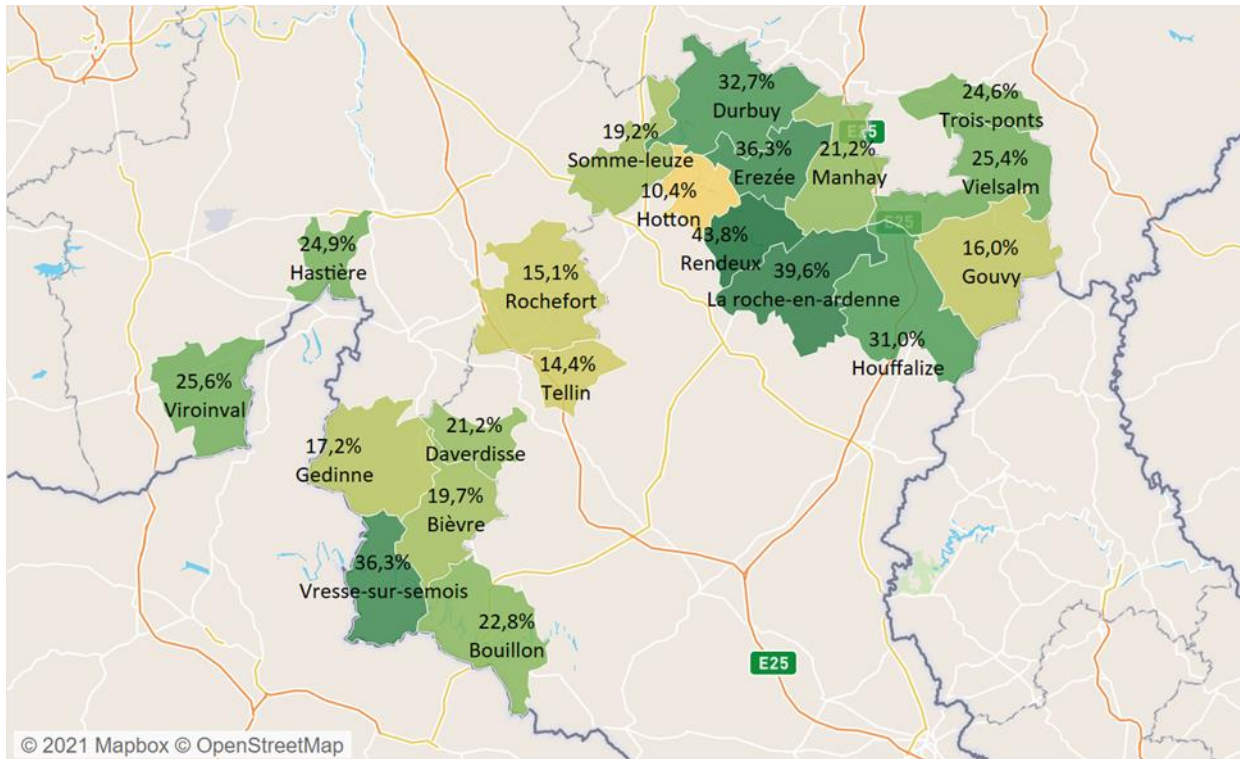 32,7%
Durbuy
24,6%
Trois-ponts
19,2%
Somme-leuze
36,3%
Erezée
E25
21,2%
Manhay
25,4%
Vielsalm
10,4%
Hotton
43,8%
Rendeux
E25
16,0%
Gouvy
24,9%
Hastière
15,1%
Rochefort
39,6%
La roche-en-ardenne
31,0%
Houffalize
14,4%
Tellin
25,6%
Viroinval
21,2%
Daverdisse
17,2%
Gedinne
19,7%
Bièvre
36,3%
Vresse-sur-semois
22,8%
Bouillon
E25
© 2021 Mapbox © OpenStreetMap